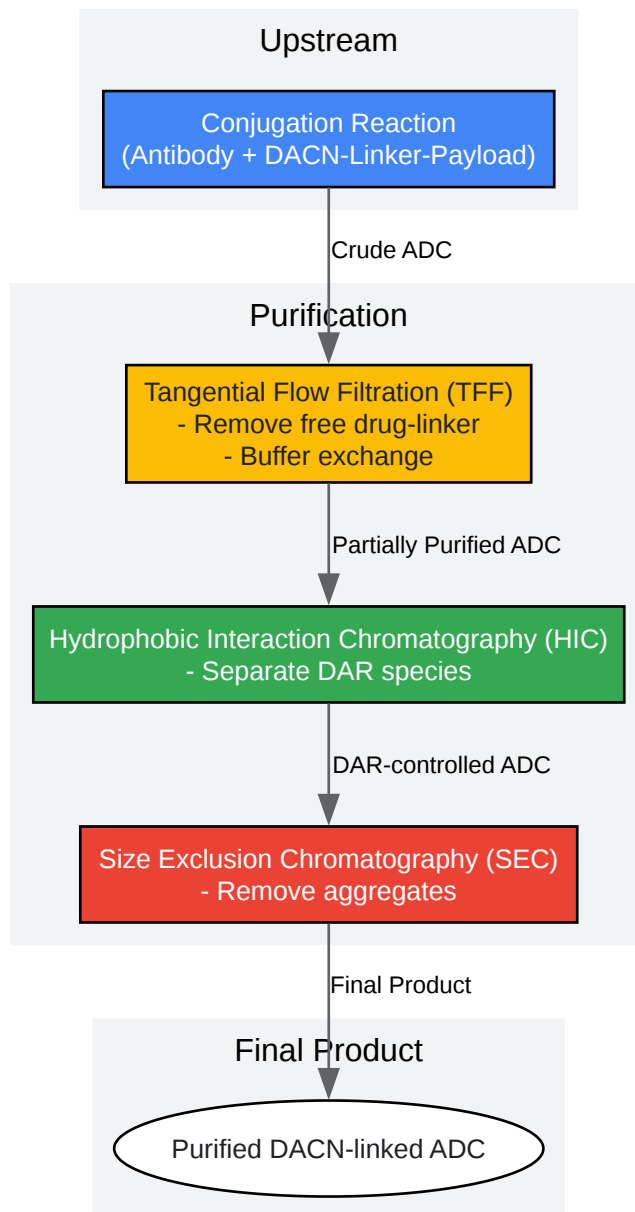 Upstream
Conjugation Reaction
(Antibody + DACN-Linker-Payload)
Crude ADC
Purification
Tangential Flow Filtration (TFF)
- Remove free drug-linker
- Buffer exchange
Partially Purified ADC
Hydrophobic Interaction Chromatography (HIC)
- Separate DAR species
DAR-controlled ADC
Size Exclusion Chromatography (SEC)
- Remove aggregates
Final Product
Final Product
Purified DACN-linked ADC